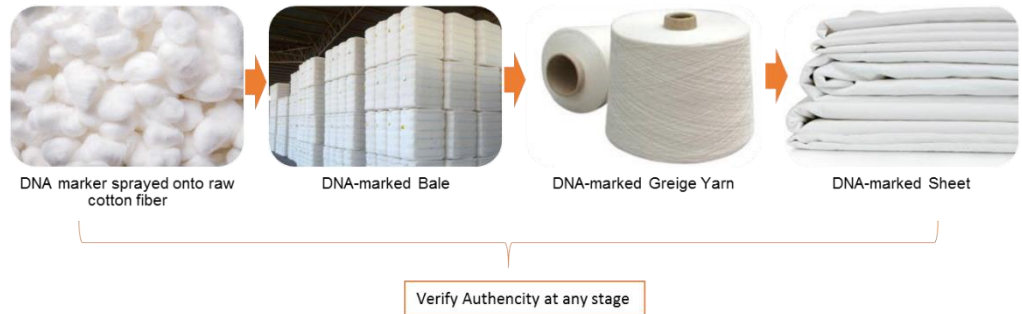 DNA marker sprayed onto raw
cotton fiber
DNA-marked Bale
DNA-marked Greige Yarn
DNA-marked Sheet
Verify Authencity at any stage